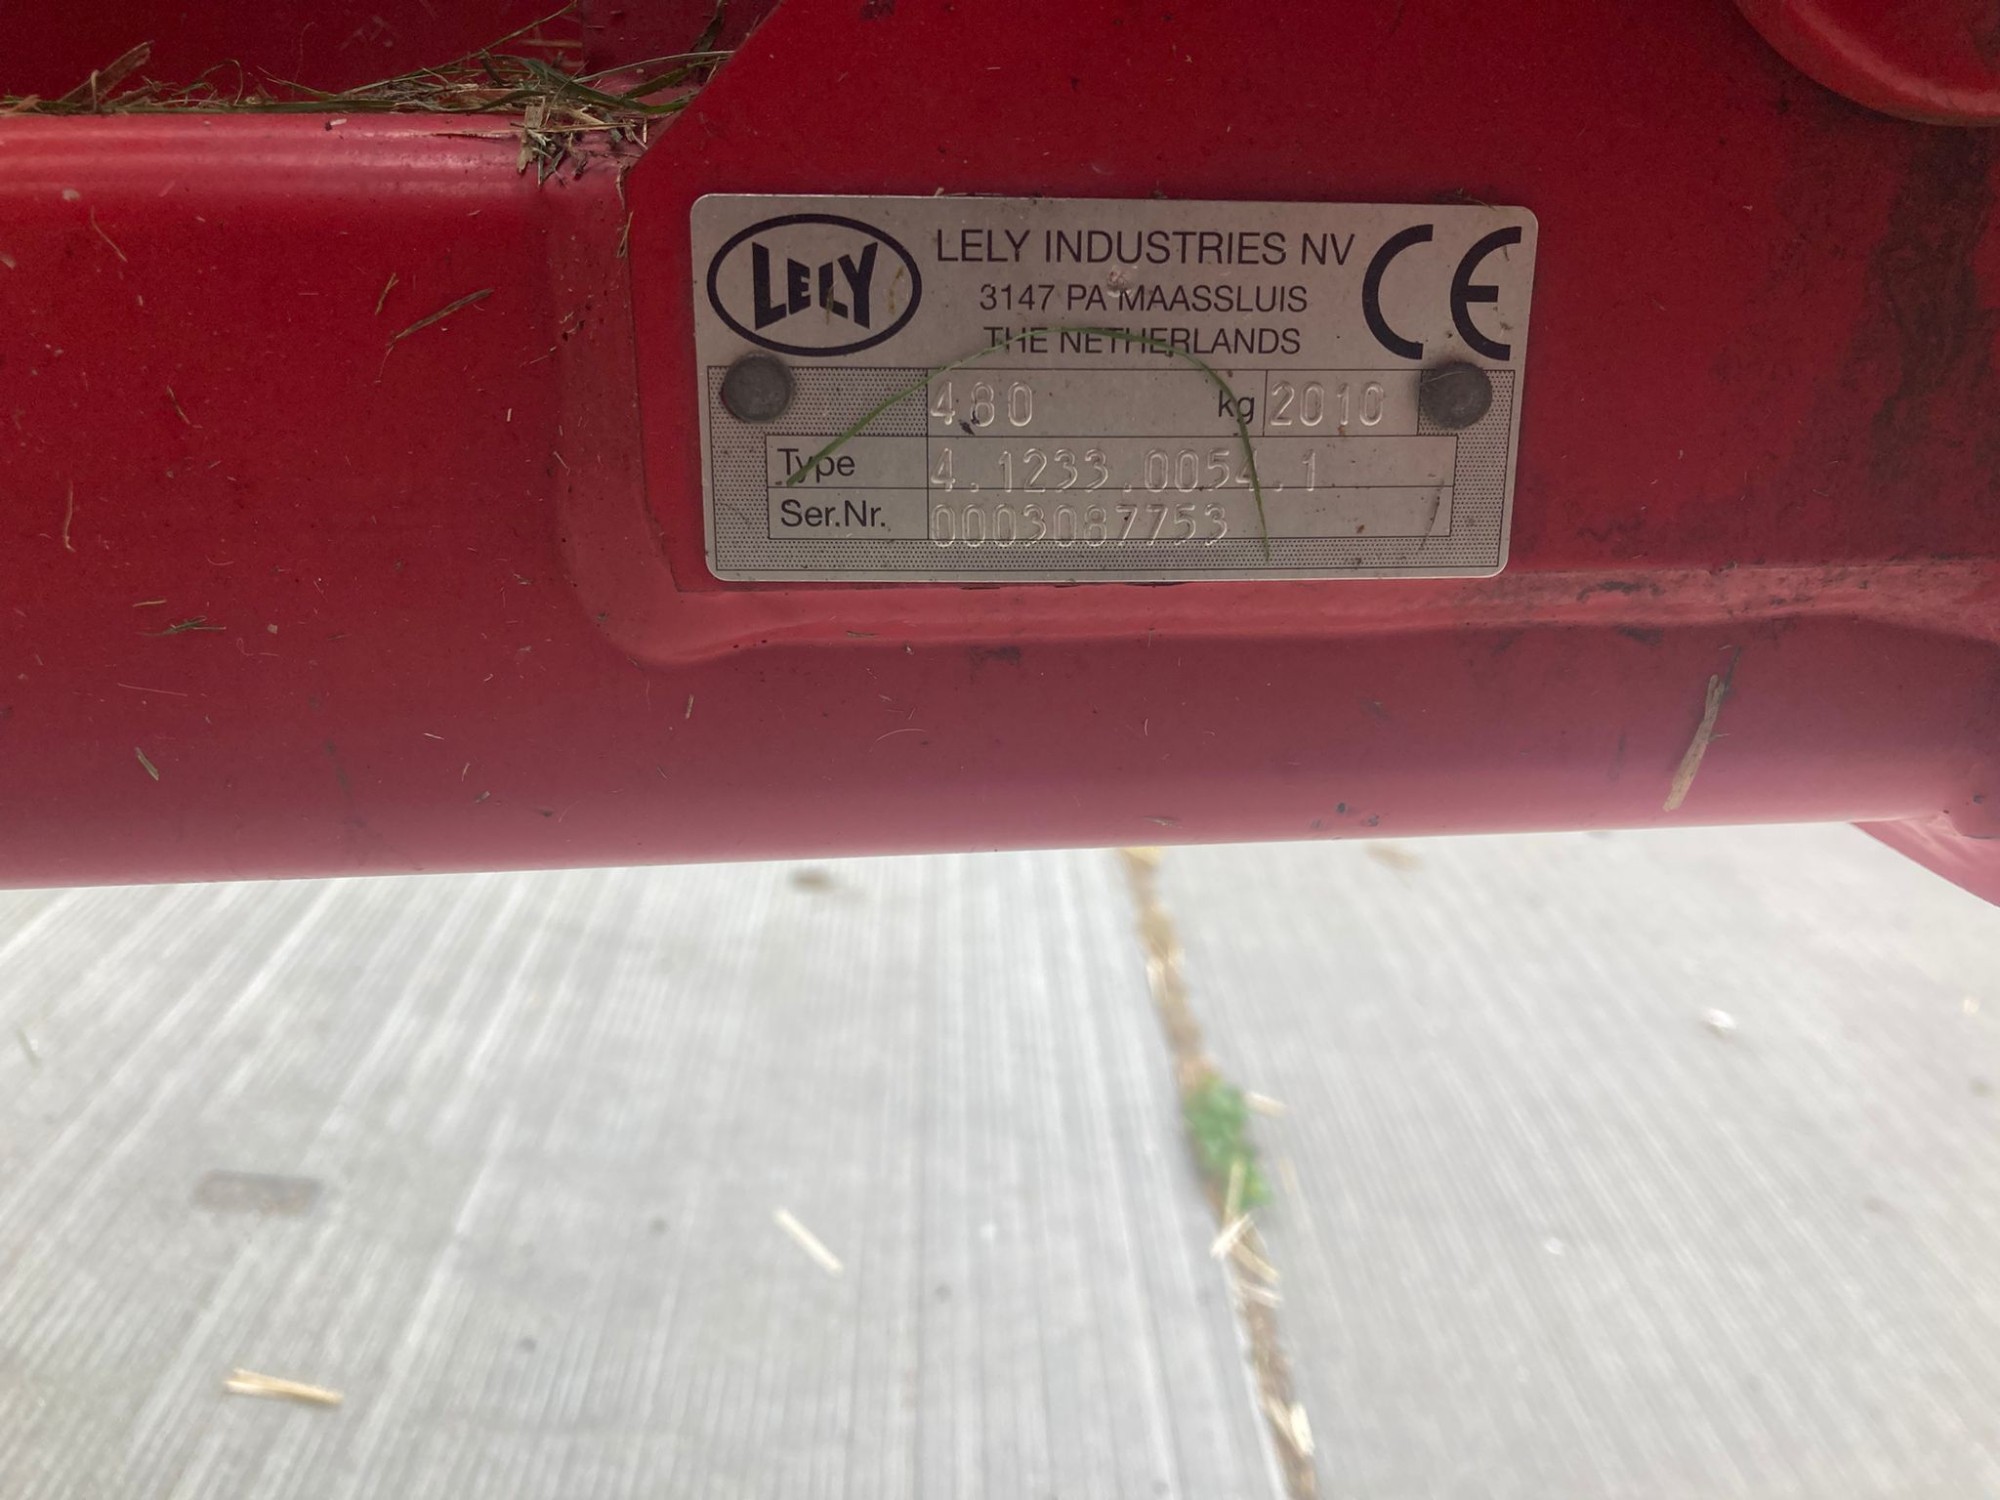 LELY
LELY INDUSTRIES NV
3147 PA MAASSLUIS
THE NETHERLANDS
CE
480 kg 2010
Type 4.1233.0054.1
Ser.Nr. 0003087753